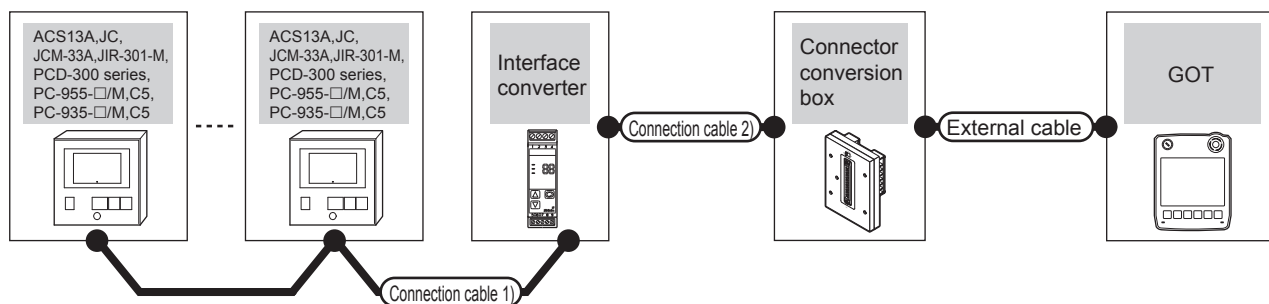 ACS13A,JC,
JCM-33A,JIR-301-M,
PCD-300 series,
PC-955-□/M,C5,
PC-935-□/M,C5
ACS13A,JC,
JCM-33A,JIR-301-M,
PCD-300 series,
PC-955-□/M,C5,
PC-935-□/M,C5
Interface
converter
88
Connector
conversion
box
GOT
Connection cable 2)
External cable
Connection cable 1)